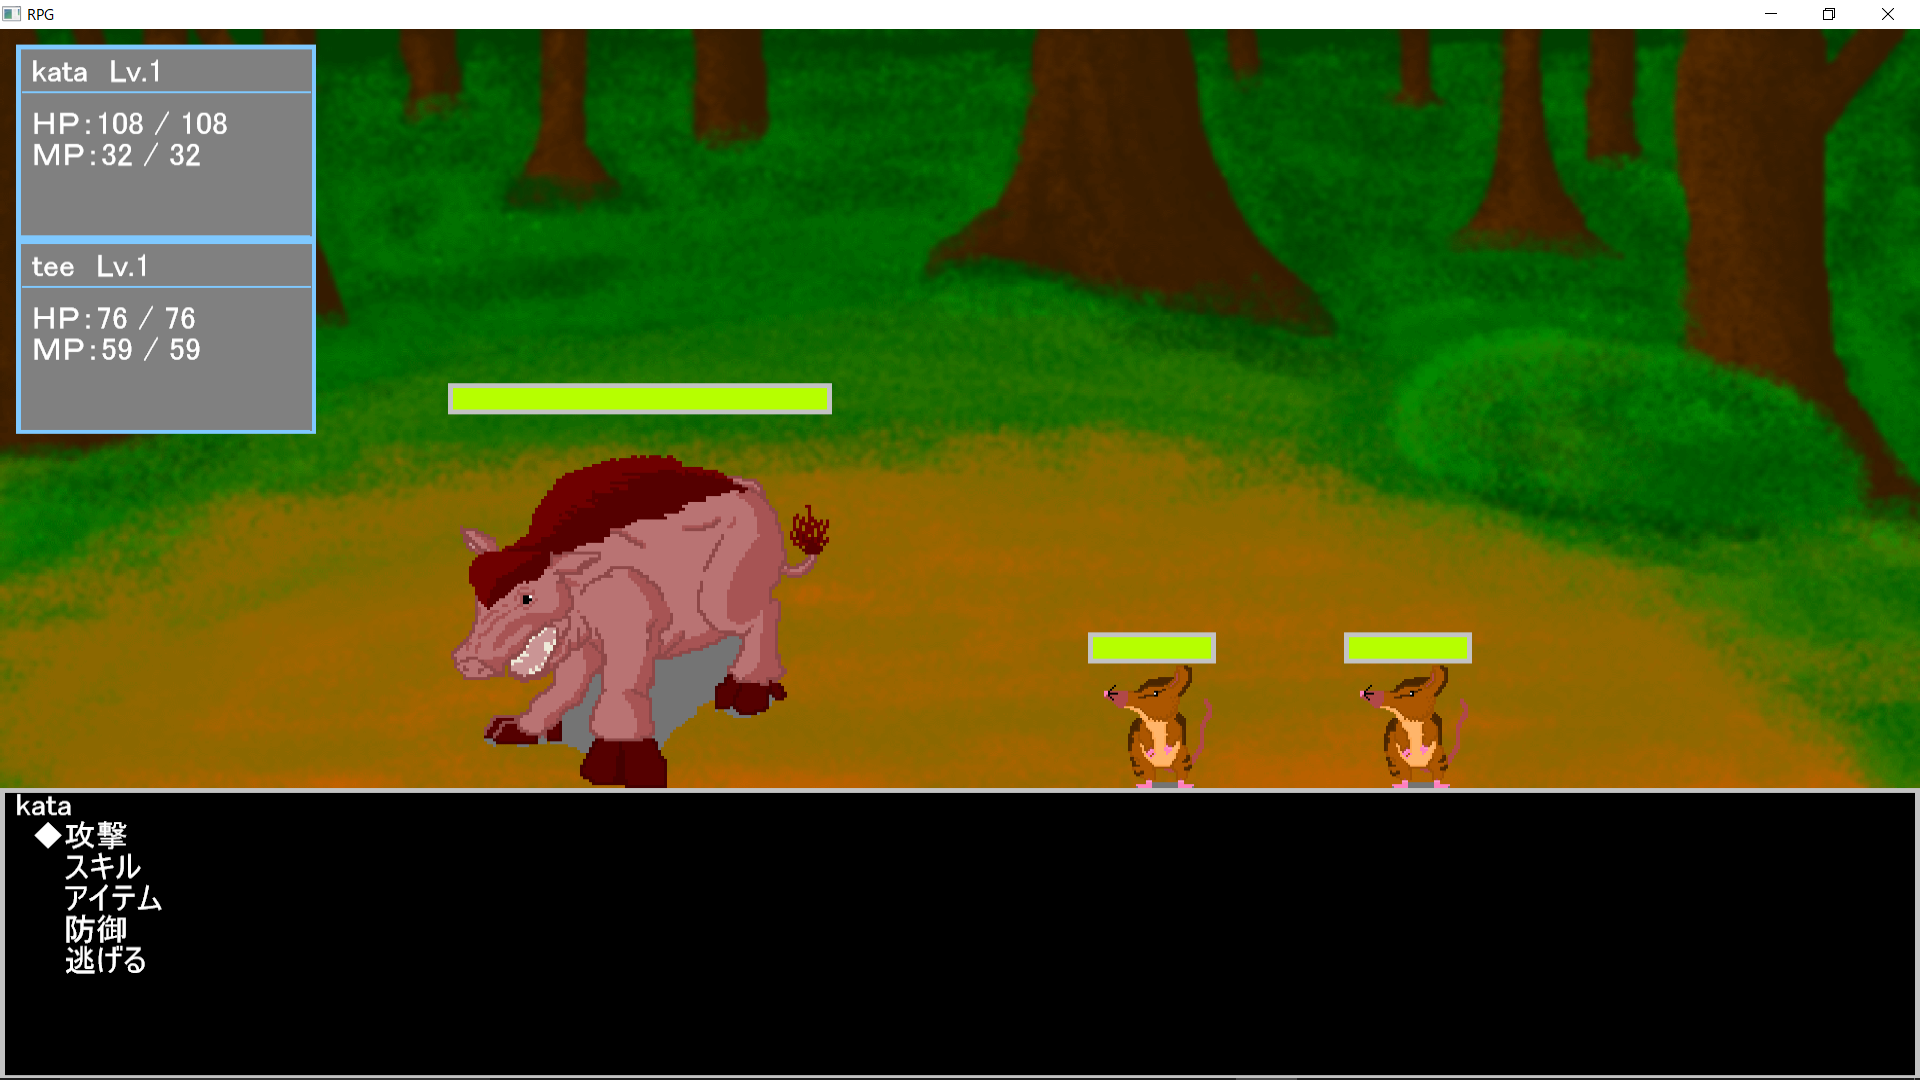 RPG
kata Lv.1
HP:108 / 108
MP:32 / 32
tee Lv.1
HP:76 / 76
MP:59 / 59
kata
◆攻撃
スキル
アイテム
防御
逃げる